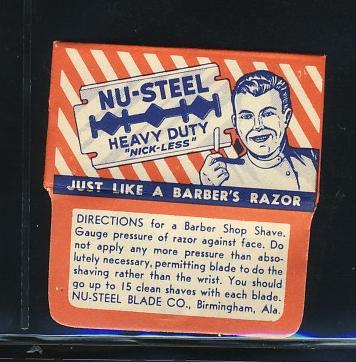 NU-STEEL
HEAVY DUTY
"NICK-LESS"
JUST LIKE A BARBER'S RAZOR
DIRECTIONS for a Barber Shop Shave.
Gauge pressure of razor against face. Do
not apply any more pressure than abso-
lutely necessary, permitting blade to do the
shaving rather than the wrist. You should
go up to 15 clean shaves with each blade.
NU-STEEL BLADE CO., Birmingham, Ala.